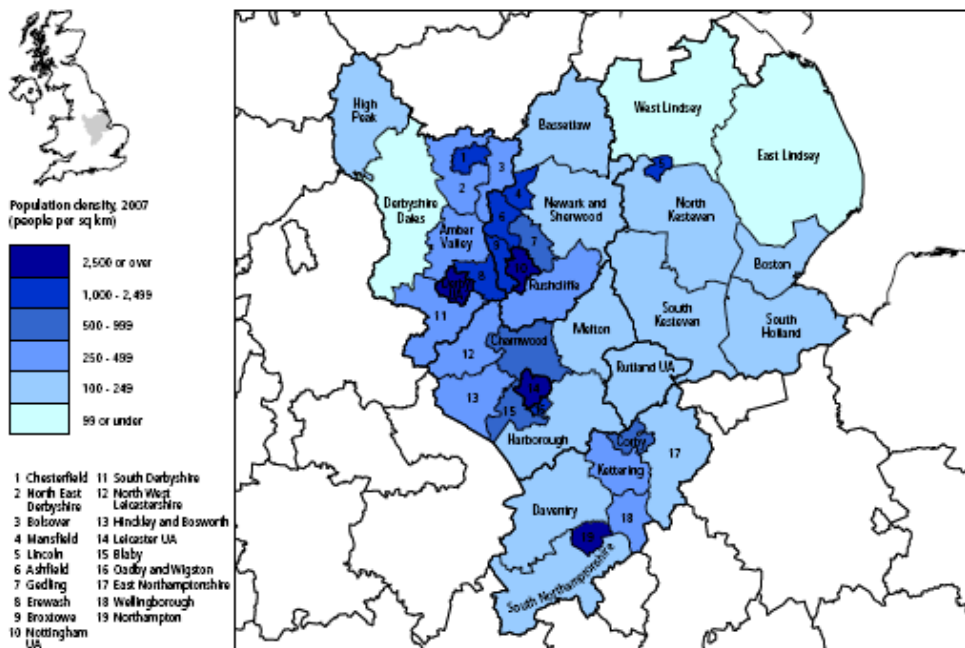 Population density, 2007
(people per sq km)
2,500 or over
1,000 - 2,499
500 - 999
250 - 499
100 - 249
99 or under
1 Chesterfield
2 North East
Derbyshire
3 Bolsover
4 Mansfield
5 Lincoln
6 Ashfield
7 Gedling
8 Erewash
9 Broxtowe
10 Nottingham
UA
11 South Derbyshire
12 North West
Leicestershire
13 Hinckley and Bosworth
14 Leicester UA
15 Blaby
16 Oadby and Wigston
17 East Northamptonshire
18 Wellingborough
19 Northampton
High
Peak
Derbyshire
Dales
1
2
3
Amber
Valley
4
6
7
9
8
10
11
Bassetlaw
Newark and
Sherwood
Rushcliffe
West Lindsey
East Lindsey
5
North
Kesteven
Boston
South
Kesteven
South
Holland
Melton
Charnwood
12
13
14
15
Rutland UA
Harborough
Corby
Kettering
17
18
Daventry
19
South Northamptonshire